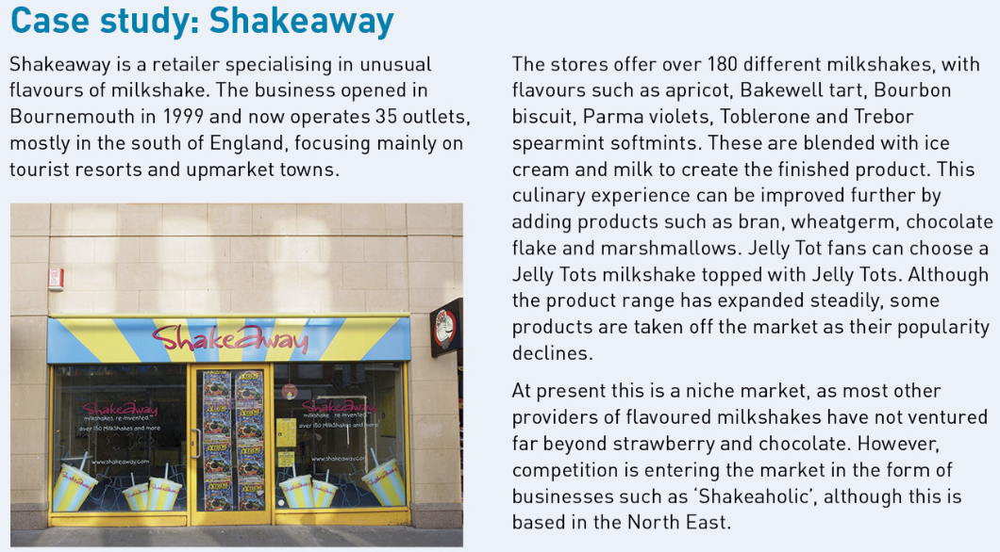 Case study: Shakeaway
Shakeaway is a retailer specialising in unusual
flavours of milkshake. The business opened in
Bournemouth in 1999 and now operates 35 outlets,
mostly in the south of England, focusing mainly on
tourist resorts and upmarket towns.
ShakeAway
ShakeAway
milkshakes, re-invented.
over 150 MilkShakes and more
www.shakeaway.com
ShakeAway
milkshakes, re-invented.
over 150 MilkShakes and more
www.shakeaway.com
The stores offer over 180 different milkshakes, with
flavours such as apricot, Bakewell tart, Bourbon
biscuit, Parma violets, Toblerone and Trebor
spearmint softmints. These are blended with ice
cream and milk to create the finished product. This
culinary experience can be improved further by
adding products such as bran, wheatgerm, chocolate
flake and marshmallows. Jelly Tot fans can choose a
Jelly Tots milkshake topped with Jelly Tots. Although
the product range has expanded steadily, some
products are taken off the market as their popularity
declines.
At present this is a niche market, as most other
providers of flavoured milkshakes have not ventured
far beyond strawberry and chocolate. However,
competition is entering the market in the form of
businesses such as ‘Shakeaholic’, although this is
based in the North East.